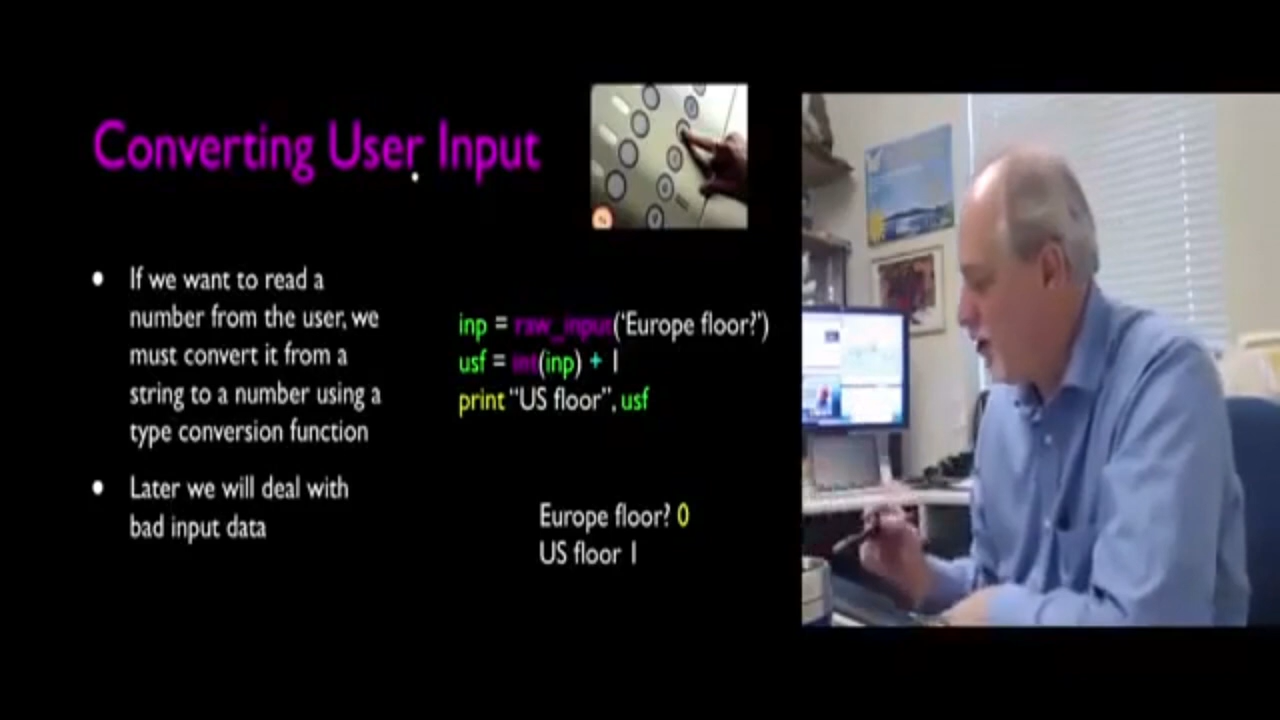 Converting User Input
If we want to read a
number from the user, we
must convert it from a
string to a number using a
type conversion function
Later we will deal with
bad input data
inp = raw_input(‘Europe floor?’)
usf = int(inp) + 1
print “US floor”, usf
Europe floor? 0
US floor 1